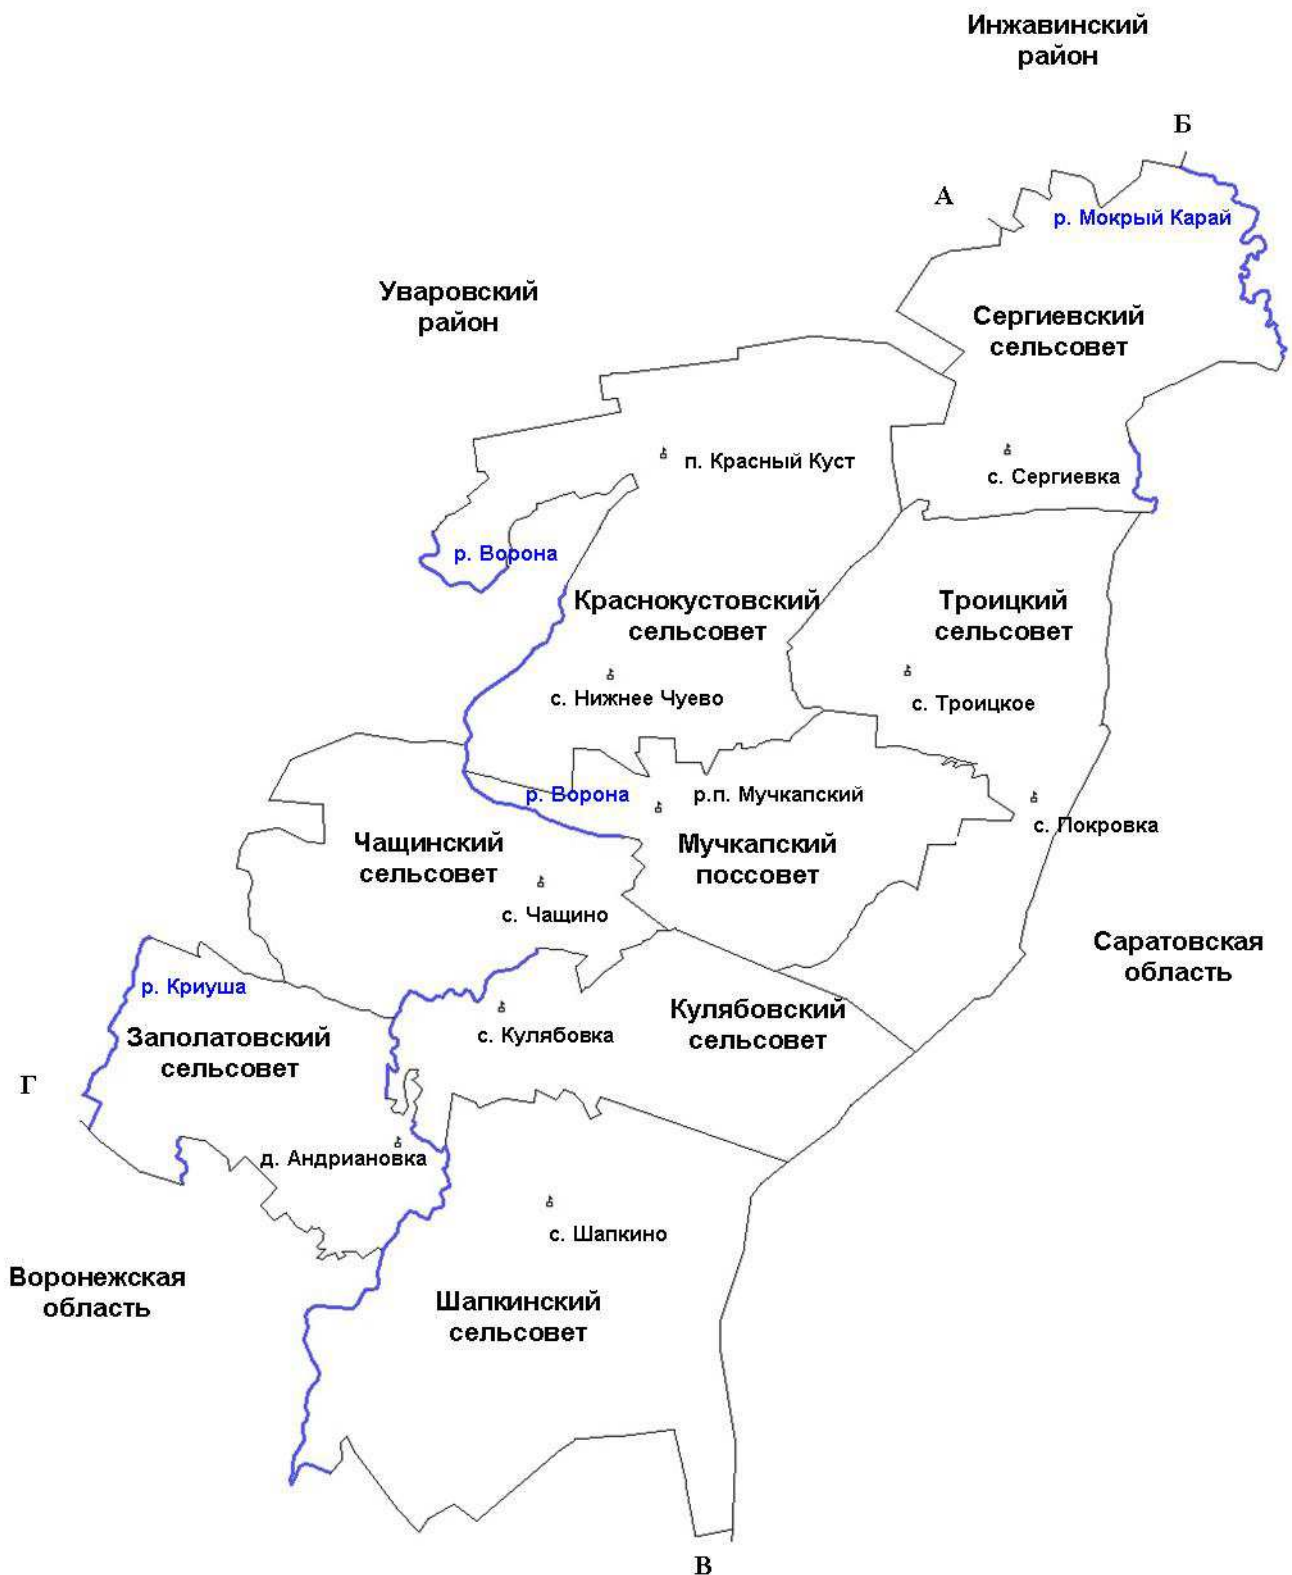 Инжавинский
район
Б
А
р. Мокрый Карай
Уваровский
район
Сергиевский
сельсовет
п. Красный Куст
с. Сергиевка
р. Ворона
Краснокустовский
сельсовет
Троицкий
сельсовет
с. Нижнее Чуево
с. Троицкое
р. Ворона
р.п. Мучкапский
с. Покровка
Чащинский
сельсовет
Мучкапский
поссовет
с. Чащино
Саратовская
область
р. Криуша
Заполатовский
сельсовет
с. Кулябовка
Кулябовский
сельсовет
Г
д. Андриановка
с. Шапкино
Воронежская
область
Шапкинский
сельсовет
В